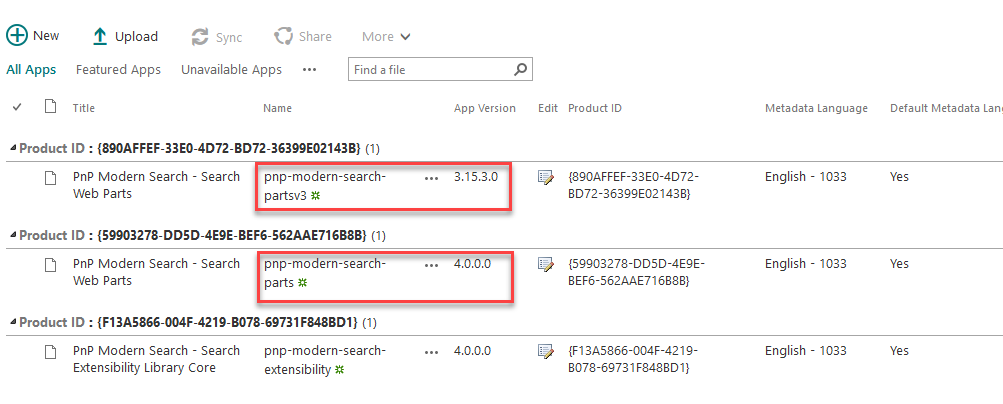 New Upload Sync Share More
All Apps Featured Apps Unavailable Apps ••• Find a file
Title Name App Version Edit Product ID Metadata Language Default Metadata Lan
Product ID : {890AFFEF-33E0-4D72-BD72-36399E02143B} (1)
PnP Modern Search - Search pnp-modern-search- ••• 3.15.3.0 {890AFFEF-33E0-4D72- English - 1033 Yes
Web Parts partsv3 BD72-36399E02143B}
Product ID : {59903278-DD5D-4E9E-BEF6-562AAE716B8B} (1)
PnP Modern Search - Search pnp-modern-search- ••• 4.0.0.0 {59903278-DD5D-4E9E- English - 1033 Yes
Web Parts parts BEF6-562AAE716B8B}
Product ID : {F13A5866-004F-4219-B078-69731F848BD1} (1)
PnP Modern Search - Search pnp-modern-search- ••• 4.0.0.0 {F13A5866-004F-4219- English - 1033 Yes
Extensibility Library Core extensibility B078-69731F848BD1}